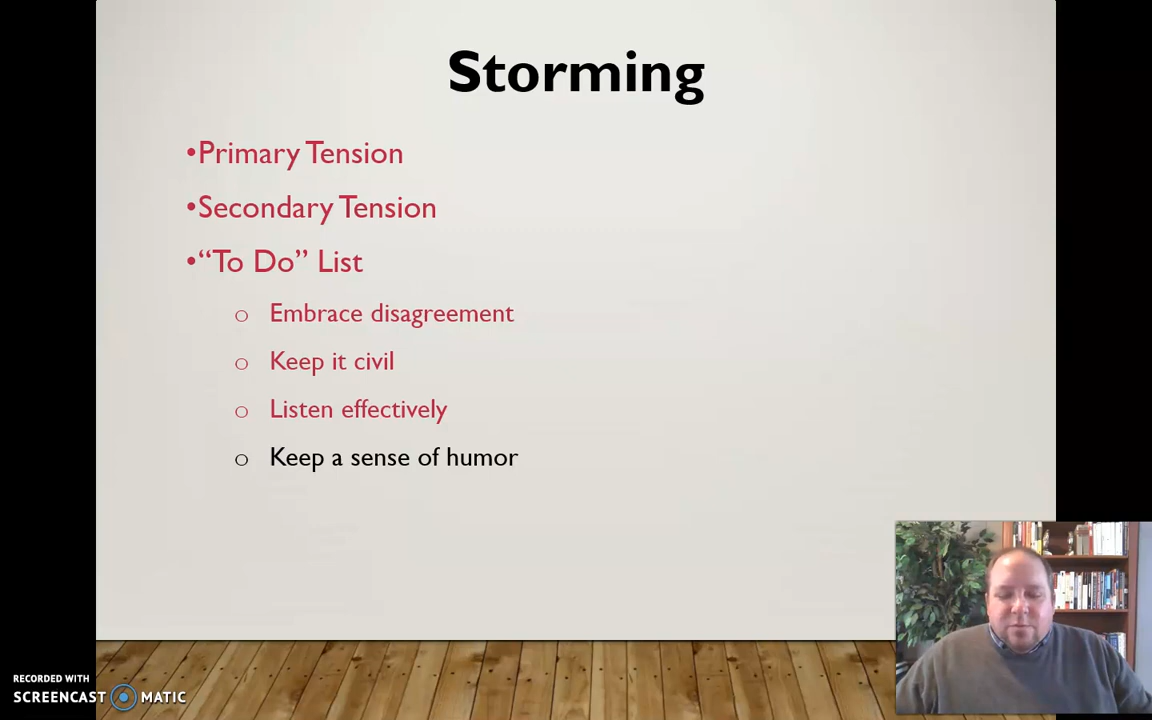 Storming
•Primary Tension
•Secondary Tension
•“To Do” List
o Embrace disagreement
o Keep it civil
o Listen effectively
o Keep a sense of humor
RECORDED WITH
SCREENCAST MATIC